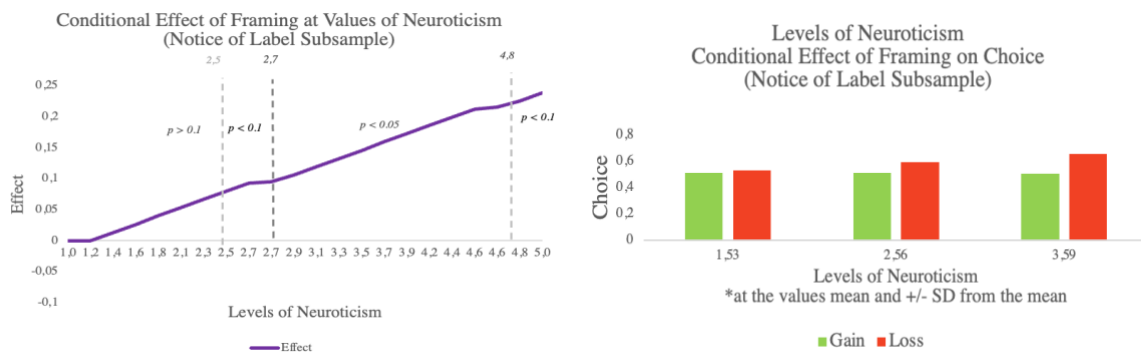 Conditional Effect of Framing at Values of Neuroticism
(Notice of Label Subsample)
2,5
2,7
4,8
0,25
0,2
0,15
0,1
0,05
0
-0,05
-0,1
Effect
p > 0.1
p < 0.1
p < 0.05
p < 0.1
1,0 1,2 1,4 1,6 1,8 2,1 2,3 2,5 2,7 2,7 2,9 3,1 3,3 3,5 3,7 3,9 4,2 4,4 4,6 4,6 4,8 5,0
Levels of Neuroticism
Effect
Levels of Neuroticism
Conditional Effect of Framing on Choice
(Notice of Label Subsample)
0,8
0,6
0,4
0,2
0
Choice
1,53 2,56 3,59
Levels of Neuroticism
*at the values mean and +/- SD from the mean
Gain Loss